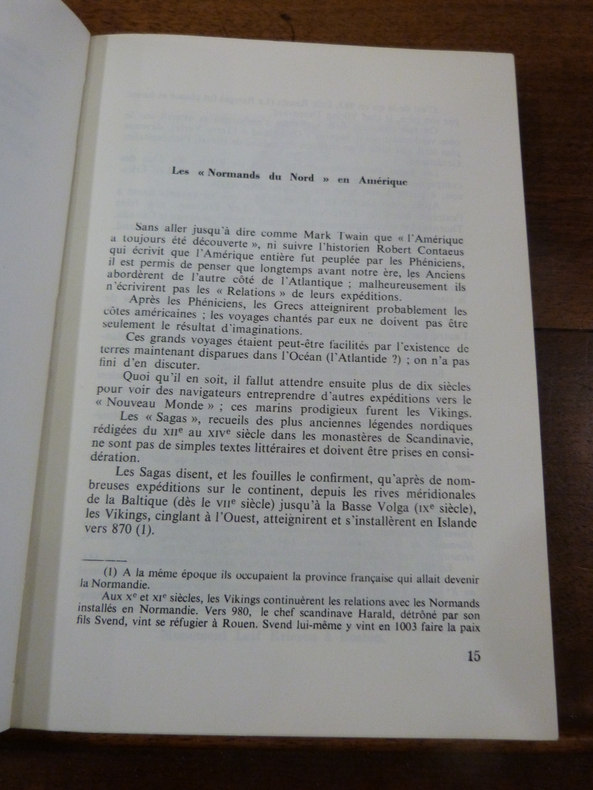 Les « Normands du Nord » en Amérique
Sans aller jusqu'à dire comme Mark Twain que « l'Amérique
a toujours été découverte », ni suivre l'historien Robert Contaeus
qui écrivit que l'Amérique entière fut peuplée par les Phéniciens,
il est permis de penser que longtemps avant notre ère, les Anciens
abordèrent de l'autre côté de l'Atlantique ; malheureusement ils
n'écrivirent pas les « Relations » de leurs expéditions.
Après les Phéniciens, les Grecs atteignirent probablement les
côtes américaines ; les voyages chantés par eux ne doivent pas être
seulement le résultat d'imaginations.
Ces grands voyages étaient peut-être facilités par l'existence de
terres maintenant disparues dans l'Océan (l'Atlantide ?) ; on n'a pas
fini d'en discuter.
Quoi qu'il en soit, il fallut attendre ensuite plus de dix siècles
pour voir des navigateurs entreprendre d'autres expéditions vers le
« Nouveau Monde » ; ces marins prodigieux furent les Vikings.
Les « Sagas », recueils des plus anciennes légendes nordiques
rédigées du XIIe au XIVe siècle dans les monastères de Scandinavie,
ne sont pas de simples textes littéraires et doivent être prises en consi-
dération.
Les Sagas disent, et les fouilles le confirment, qu'après de nom-
breuses expéditions sur le continent, depuis les rives méridionales
de la Baltique (dès le VIIe siècle) jusqu'à la Basse Volga (IXe siècle),
les Vikings, cinglant à l'Ouest, atteignirent et s'installèrent en Islande
vers 870 (1).
(1) A la même époque ils occupaient la province française qui allait devenir
la Normandie.
Aux Xe et XIe siècles, les Vikings continuèrent les relations avec les Normands
installés en Normandie. Vers 980, le chef scandinave Harald, détrôné par son
fils Svend, vint se réfugier à Rouen. Svend lui-même y vint en 1003 faire la paix
15